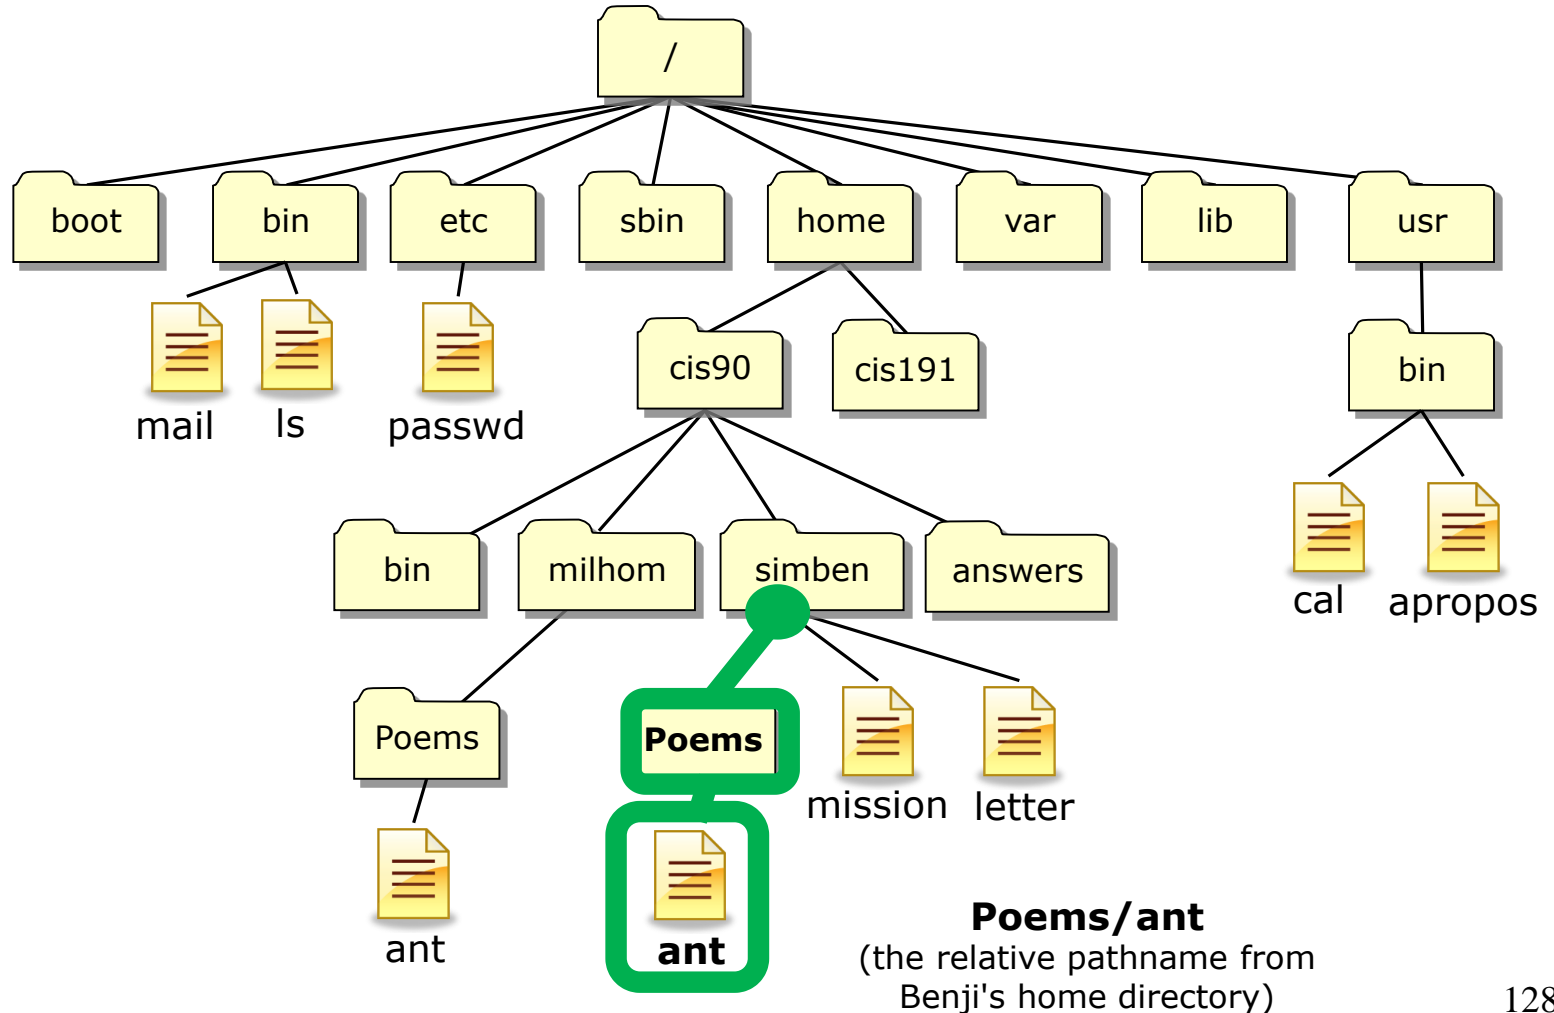 /
boot
bin
etc
sbin
home
var
lib
usr
mail
ls
passwd
cis90
cis191
bin
bin
milhom
simben
answers
cal
apropos
Poems
Poems
mission
letter
ant
ant
Poems/ant
(the relative pathname from
Benji's home directory)
128